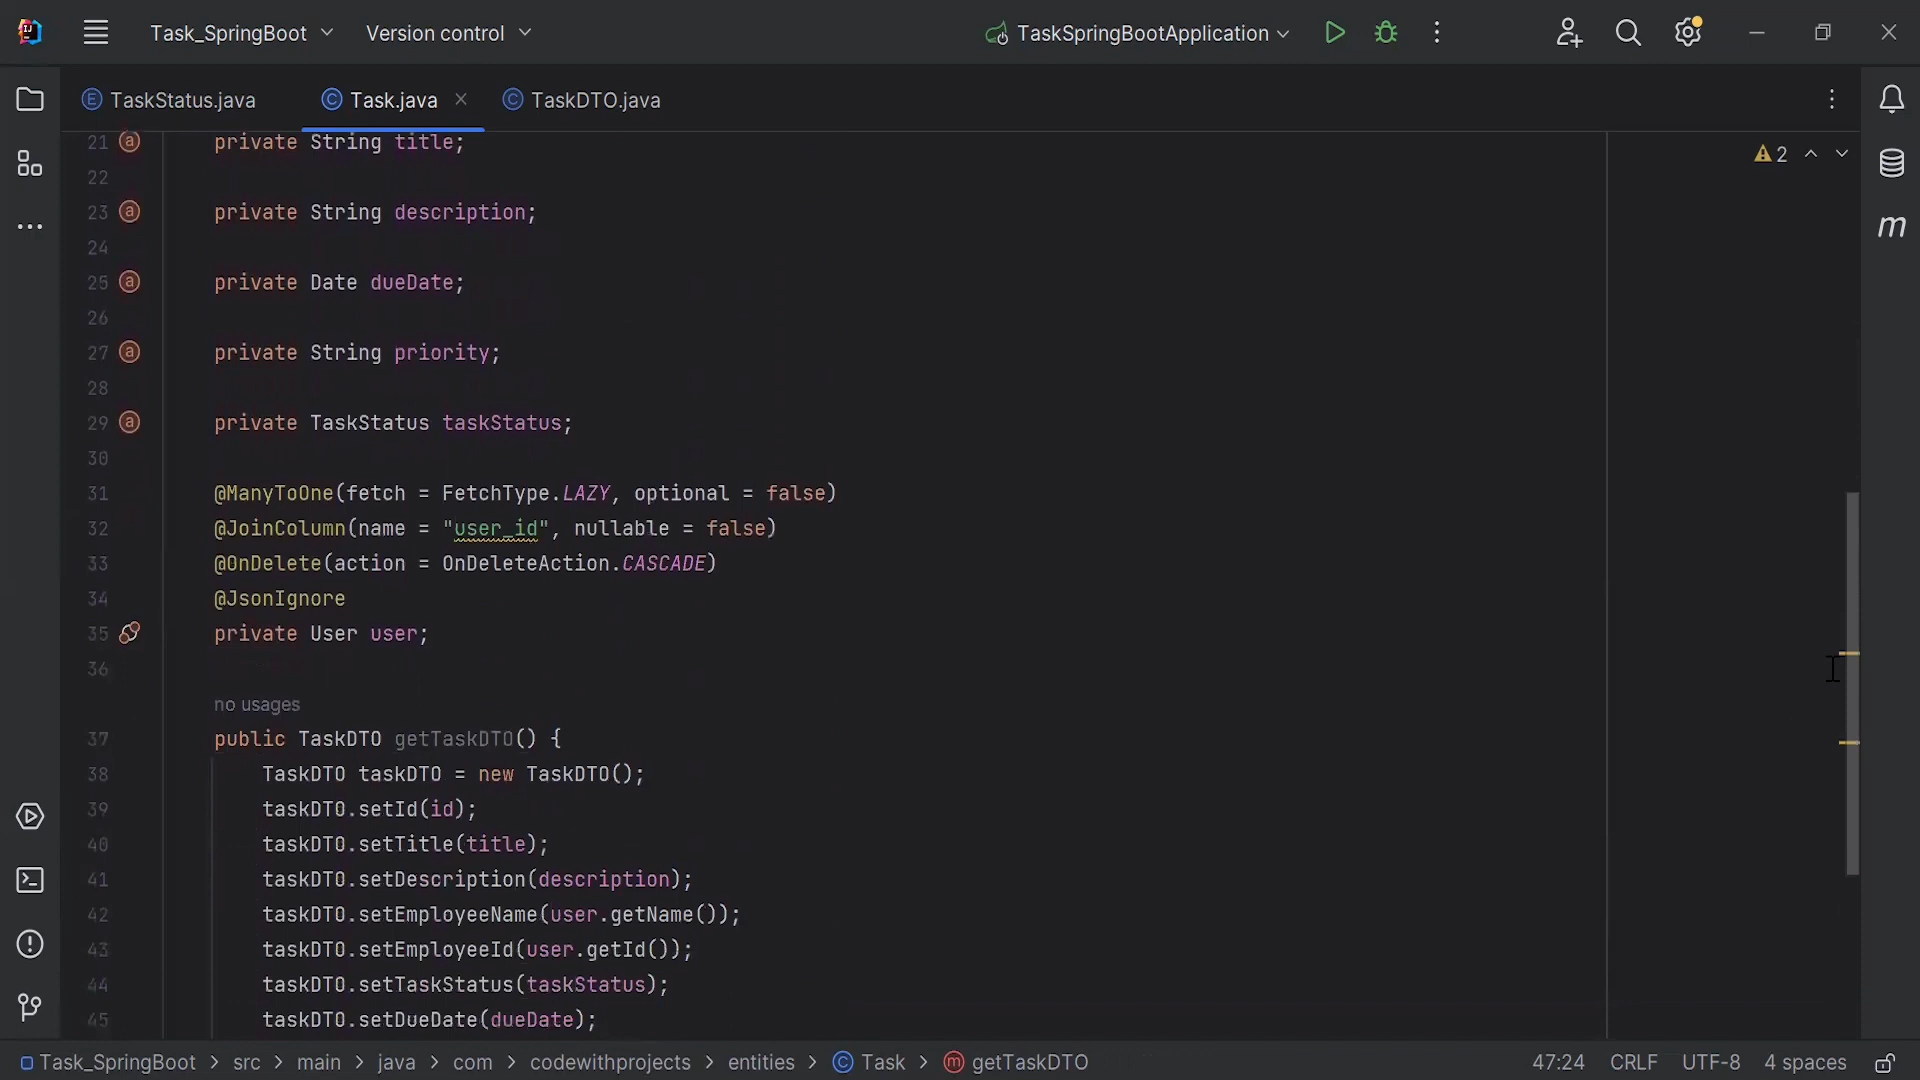 Task_SpringBoot Version control TaskSpringBootApplication
TaskStatus.java Task.java TaskDTO.java
21 private String title;
2
22
23 private String description;
24
25 private Date dueDate;
26
27 private String priority;
28
29 private TaskStatus taskStatus;
30
31 @ManyToOne(fetch = FetchType.LAZY, optional = false)
32 @JoinColumn(name = "user_id", nullable = false)
33 @OnDelete(action = OnDeleteAction.CASCADE)
34 @JsonIgnore
35 private User user;
36
no usages
37 public TaskDTO getTaskDTO() {
38 TaskDTO taskDTO = new TaskDTO();
39 taskDTO.setId(id);
40 taskDTO.setTitle(title);
41 taskDTO.setDescription(description);
42 taskDTO.setEmployeeName(user.getName());
43 taskDTO.setEmployeeId(user.getId());
44 taskDTO.setTaskStatus(taskStatus);
45 taskDTO.setDueDate(dueDate);
Task_SpringBoot > src > main > java > com > codewithprojects > entities > Task > getTaskDTO 47:24 CRLF UTF-8 4 spaces